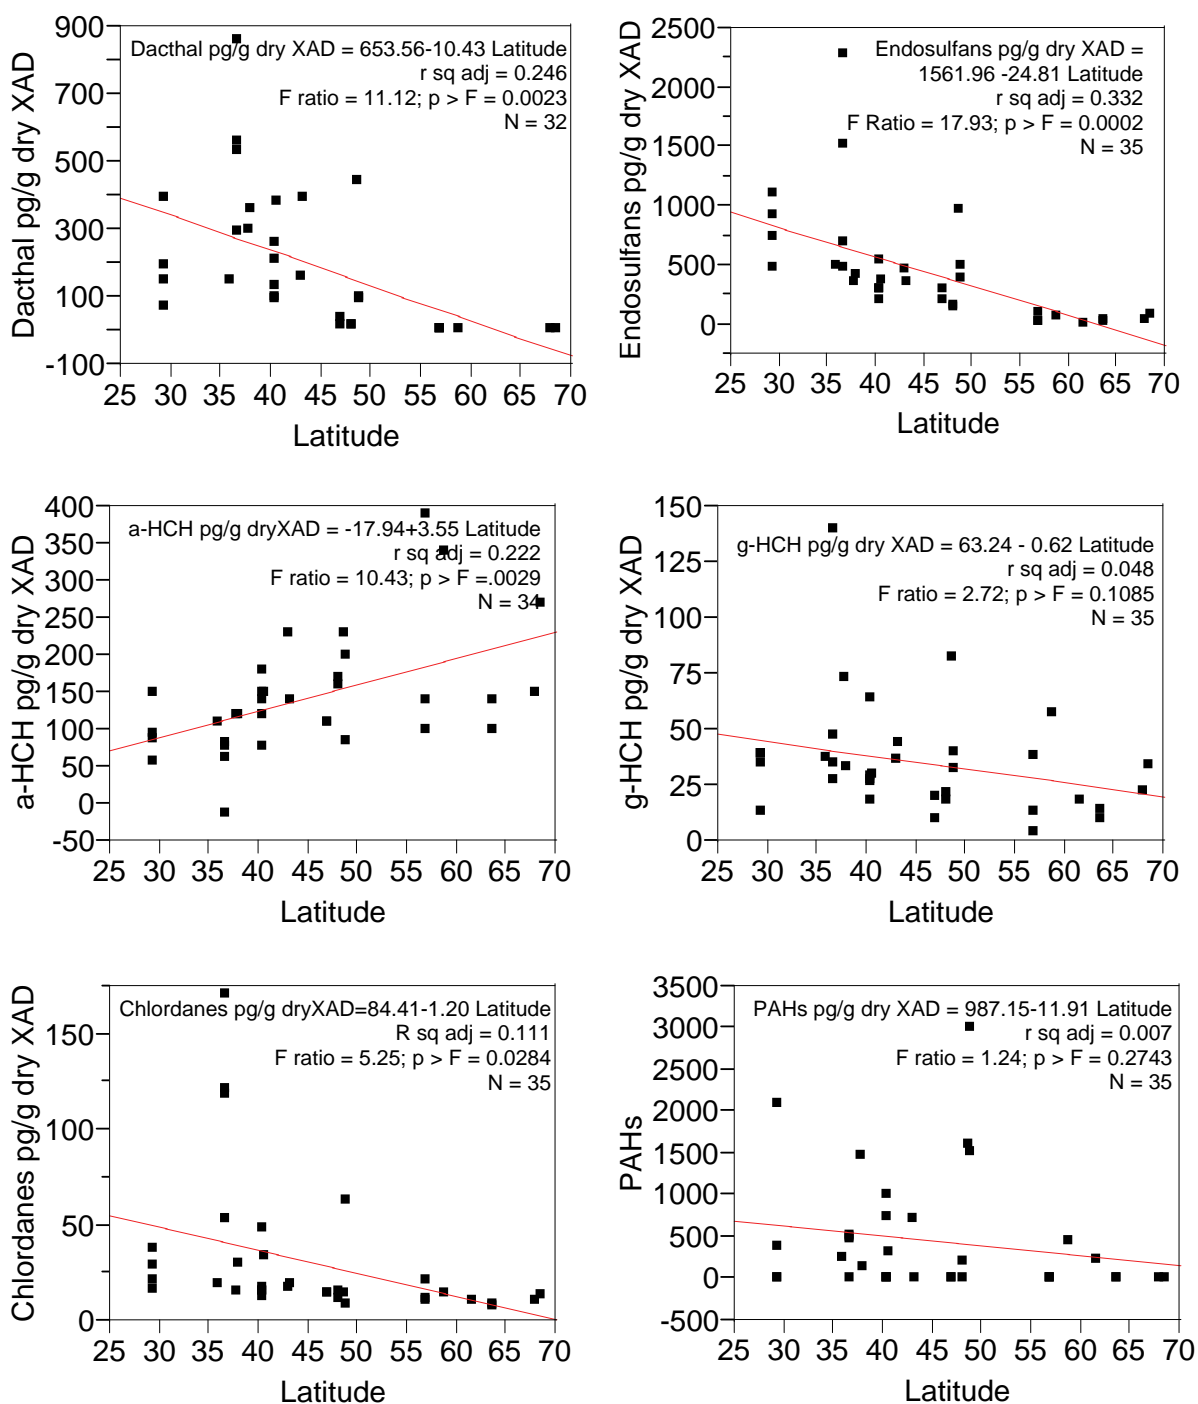 Dacthal pg/g dry XAD
900
700
500
300
100
-100
Dacthal pg/g dry XAD = 653.56-10.43 Latitude
r sq adj = 0.246
F ratio = 11.12; p > F = 0.0023
N = 32
25 30 35 40 45 50 55 60 65 70
Latitude
Endosulfans pg/g dry XAD
2500
2000
1500
1000
500
0
Endosulfans pg/g dry XAD =
1561.96 -24.81 Latitude
r sq adj = 0.332
F Ratio = 17.93; p > F = 0.0002
N = 35
25 30 35 40 45 50 55 60 65 70
Latitude
a-HCH pg/g dry XAD
400
350
300
250
200
150
100
50
0
-50
a-HCH pg/g dryXAD = -17.94+3.55 Latitude
r sq adj = 0.222
F ratio = 10.43; p > F =.0029
N = 34
25 30 35 40 45 50 55 60 65 70
Latitude
g-HCH pg/g dry XAD
150
125
100
75
50
25
0
g-HCH pg/g dry XAD = 63.24 - 0.62 Latitude
r sq adj = 0.048
F ratio = 2.72; p > F = 0.1085
N = 35
25 30 35 40 45 50 55 60 65 70
Latitude
Chlordanes pg/g dry XAD
150
100
50
0
Chlordanes pg/g dryXAD=84.41-1.20 Latitude
R sq adj = 0.111
F ratio = 5.25; p > F = 0.0284
N = 35
25 30 35 40 45 50 55 60 65 70
Latitude
PAHs
3500
3000
2500
2000
1500
1000
500
0
-500
PAHs pg/g dry XAD = 987.15-11.91 Latitude
r sq adj = 0.007
F ratio = 1.24; p > F = 0.2743
N = 35
25 30 35 40 45 50 55 60 65 70
Latitude